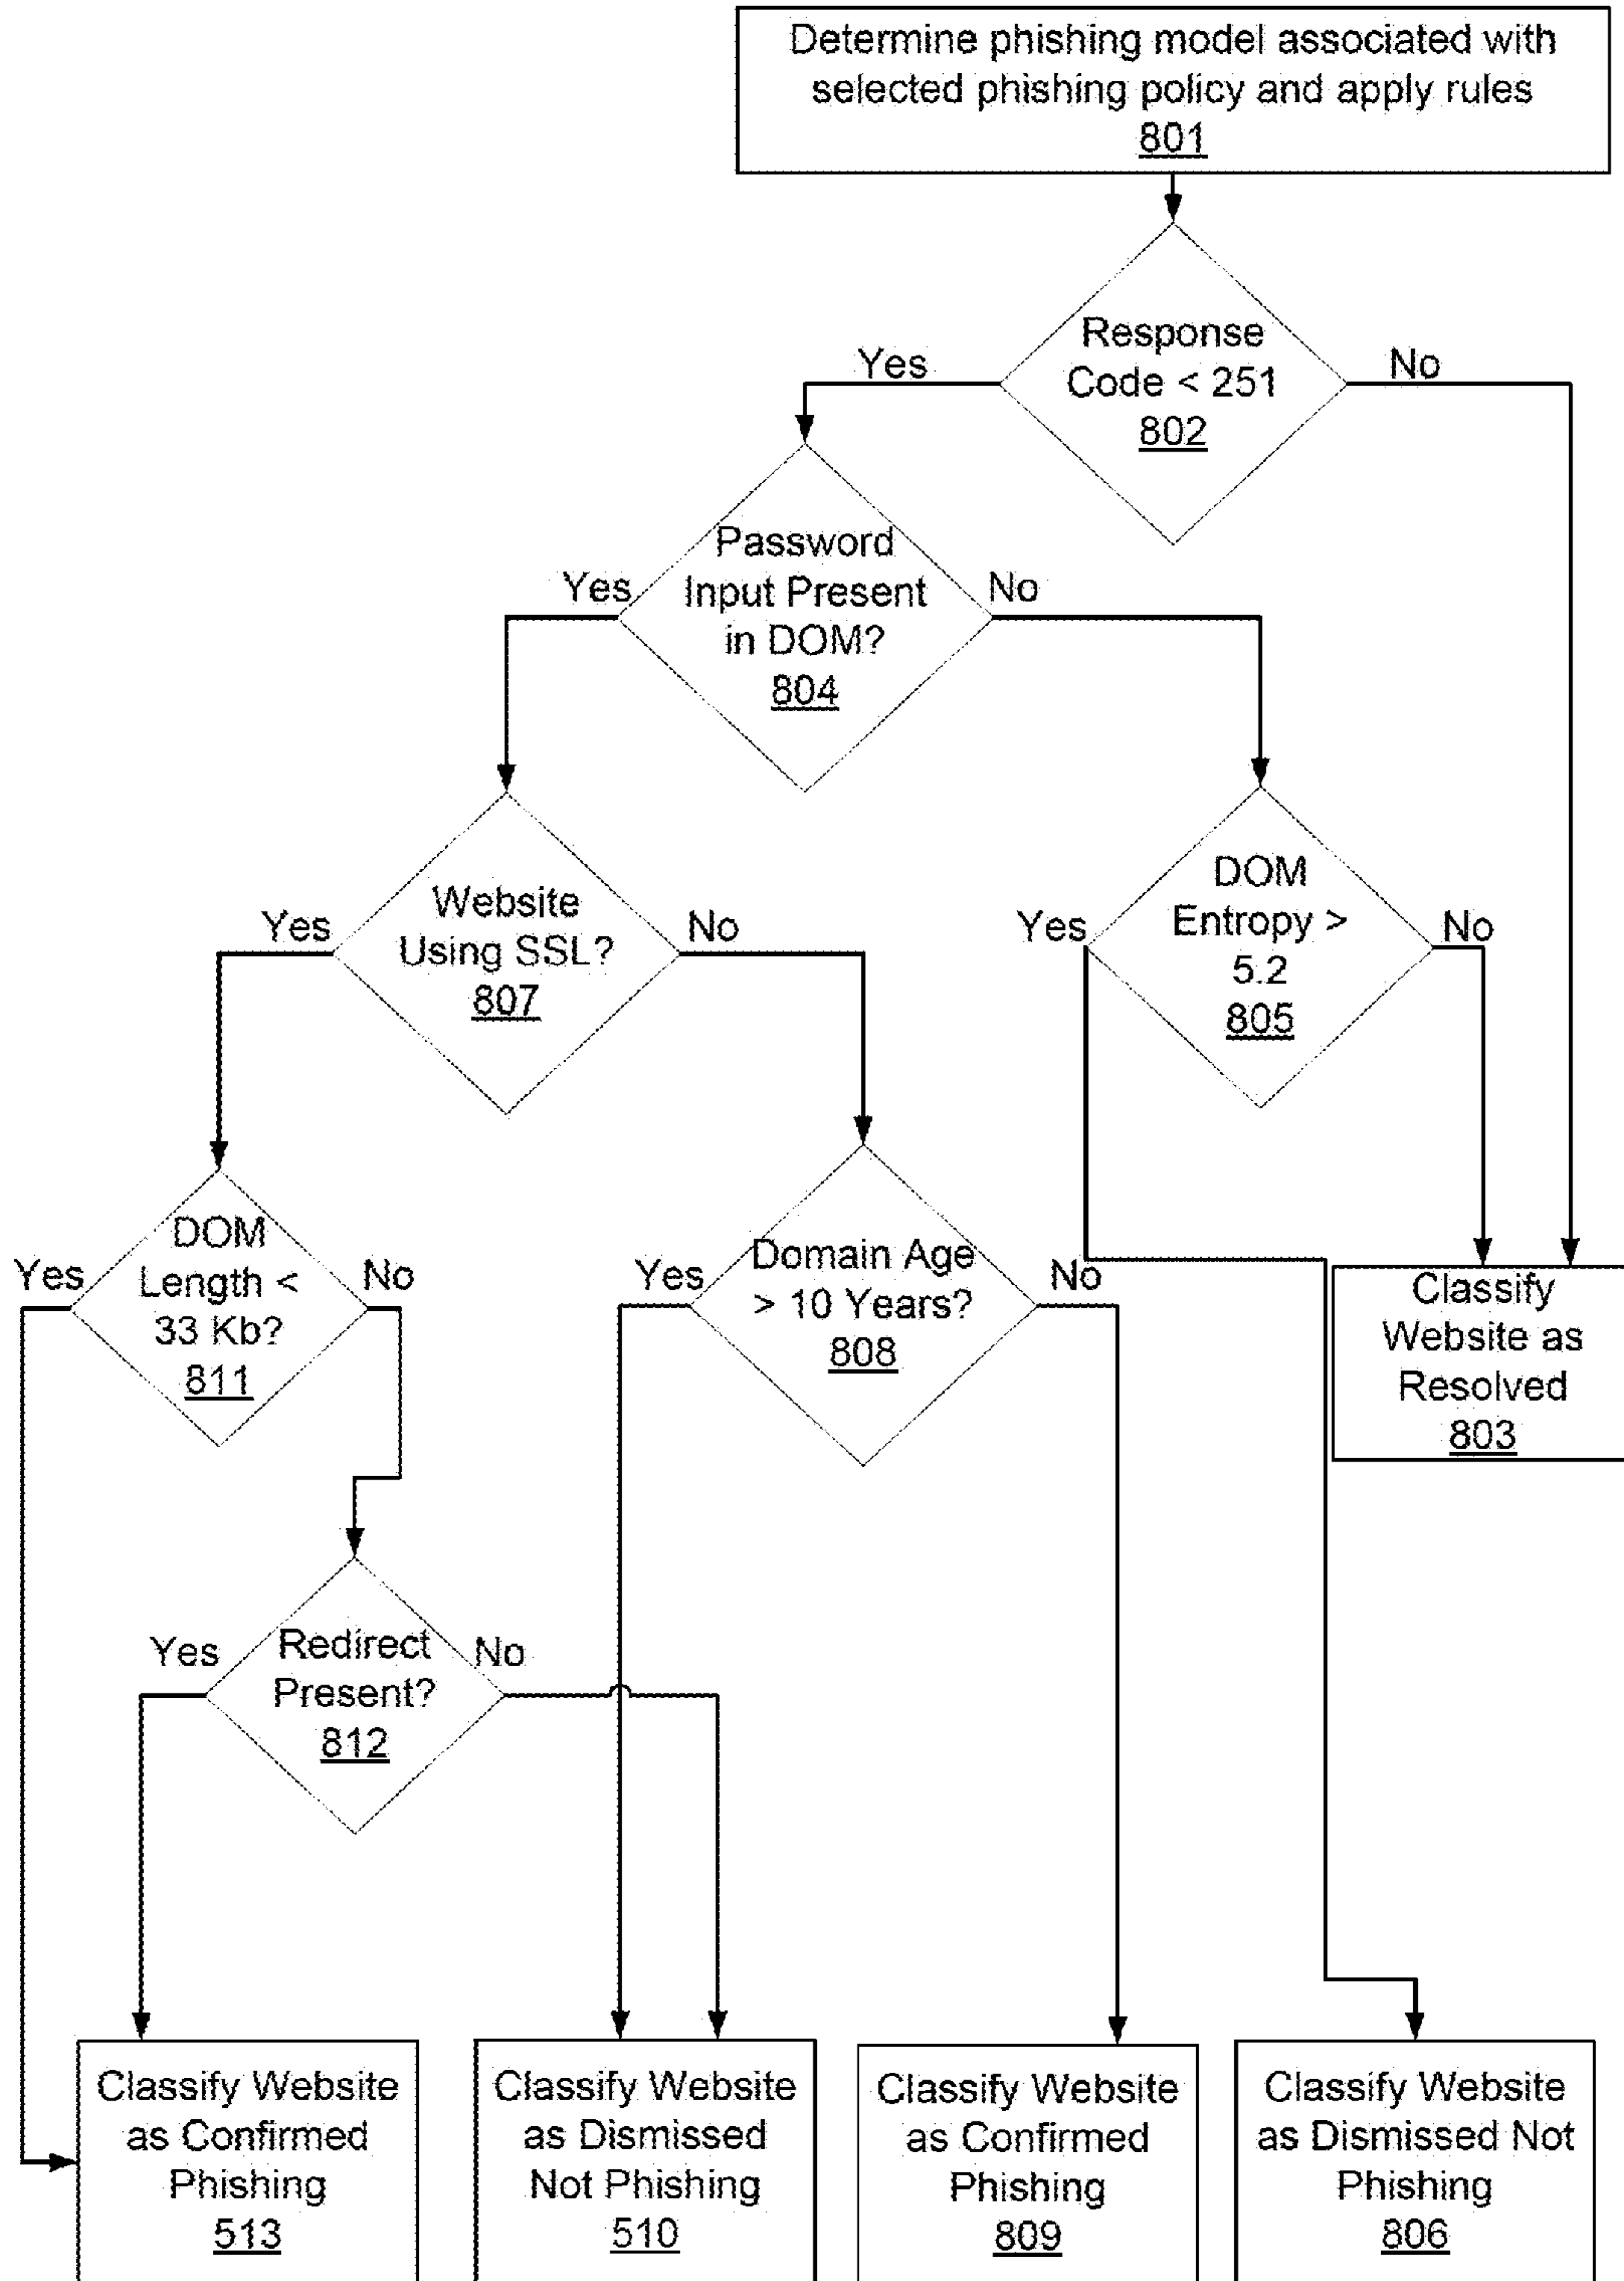 Determine phishing model associated with
selected phishing policy and apply rules
801
Response
Code < 251
802
Yes
No
Password
Input Present
in DOM?
804
Yes
No
Website
Using SSL?
807
Yes
No
DOM
Entropy >
5.2
805
Yes
No
DOM
Length <
33 Kb?
811
Yes
No
Domain Age
> 10 Years?
808
Yes
No
Classify
Website as
Resolved
803
Redirect
Present?
812
Yes
No
Classify Website
as Confirmed
Phishing
513
Classify Website
as Dismissed
Not Phishing
510
Classify Website
as Confirmed
Phishing
809
Classify Website
as Dismissed Not
Phishing
806